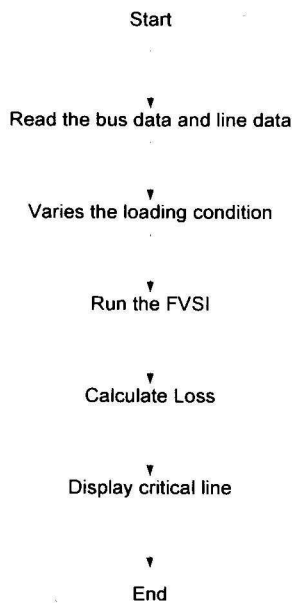 Start
Read the bus data and line data
Varies the loading condition
Run the FVSI
Calculate Loss
Display critical line
End